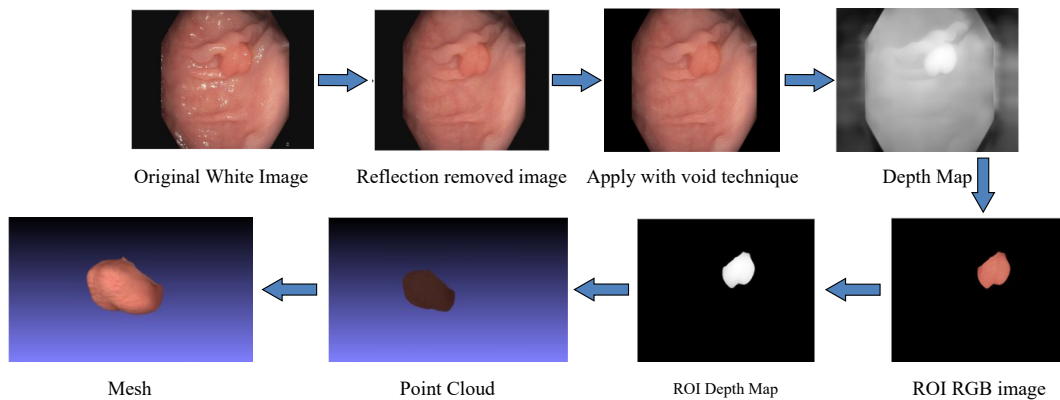 Original White Image
Reflection removed image
Apply with void technique
Depth Map
Mesh
Point Cloud
ROI Depth Map
ROI RGB image